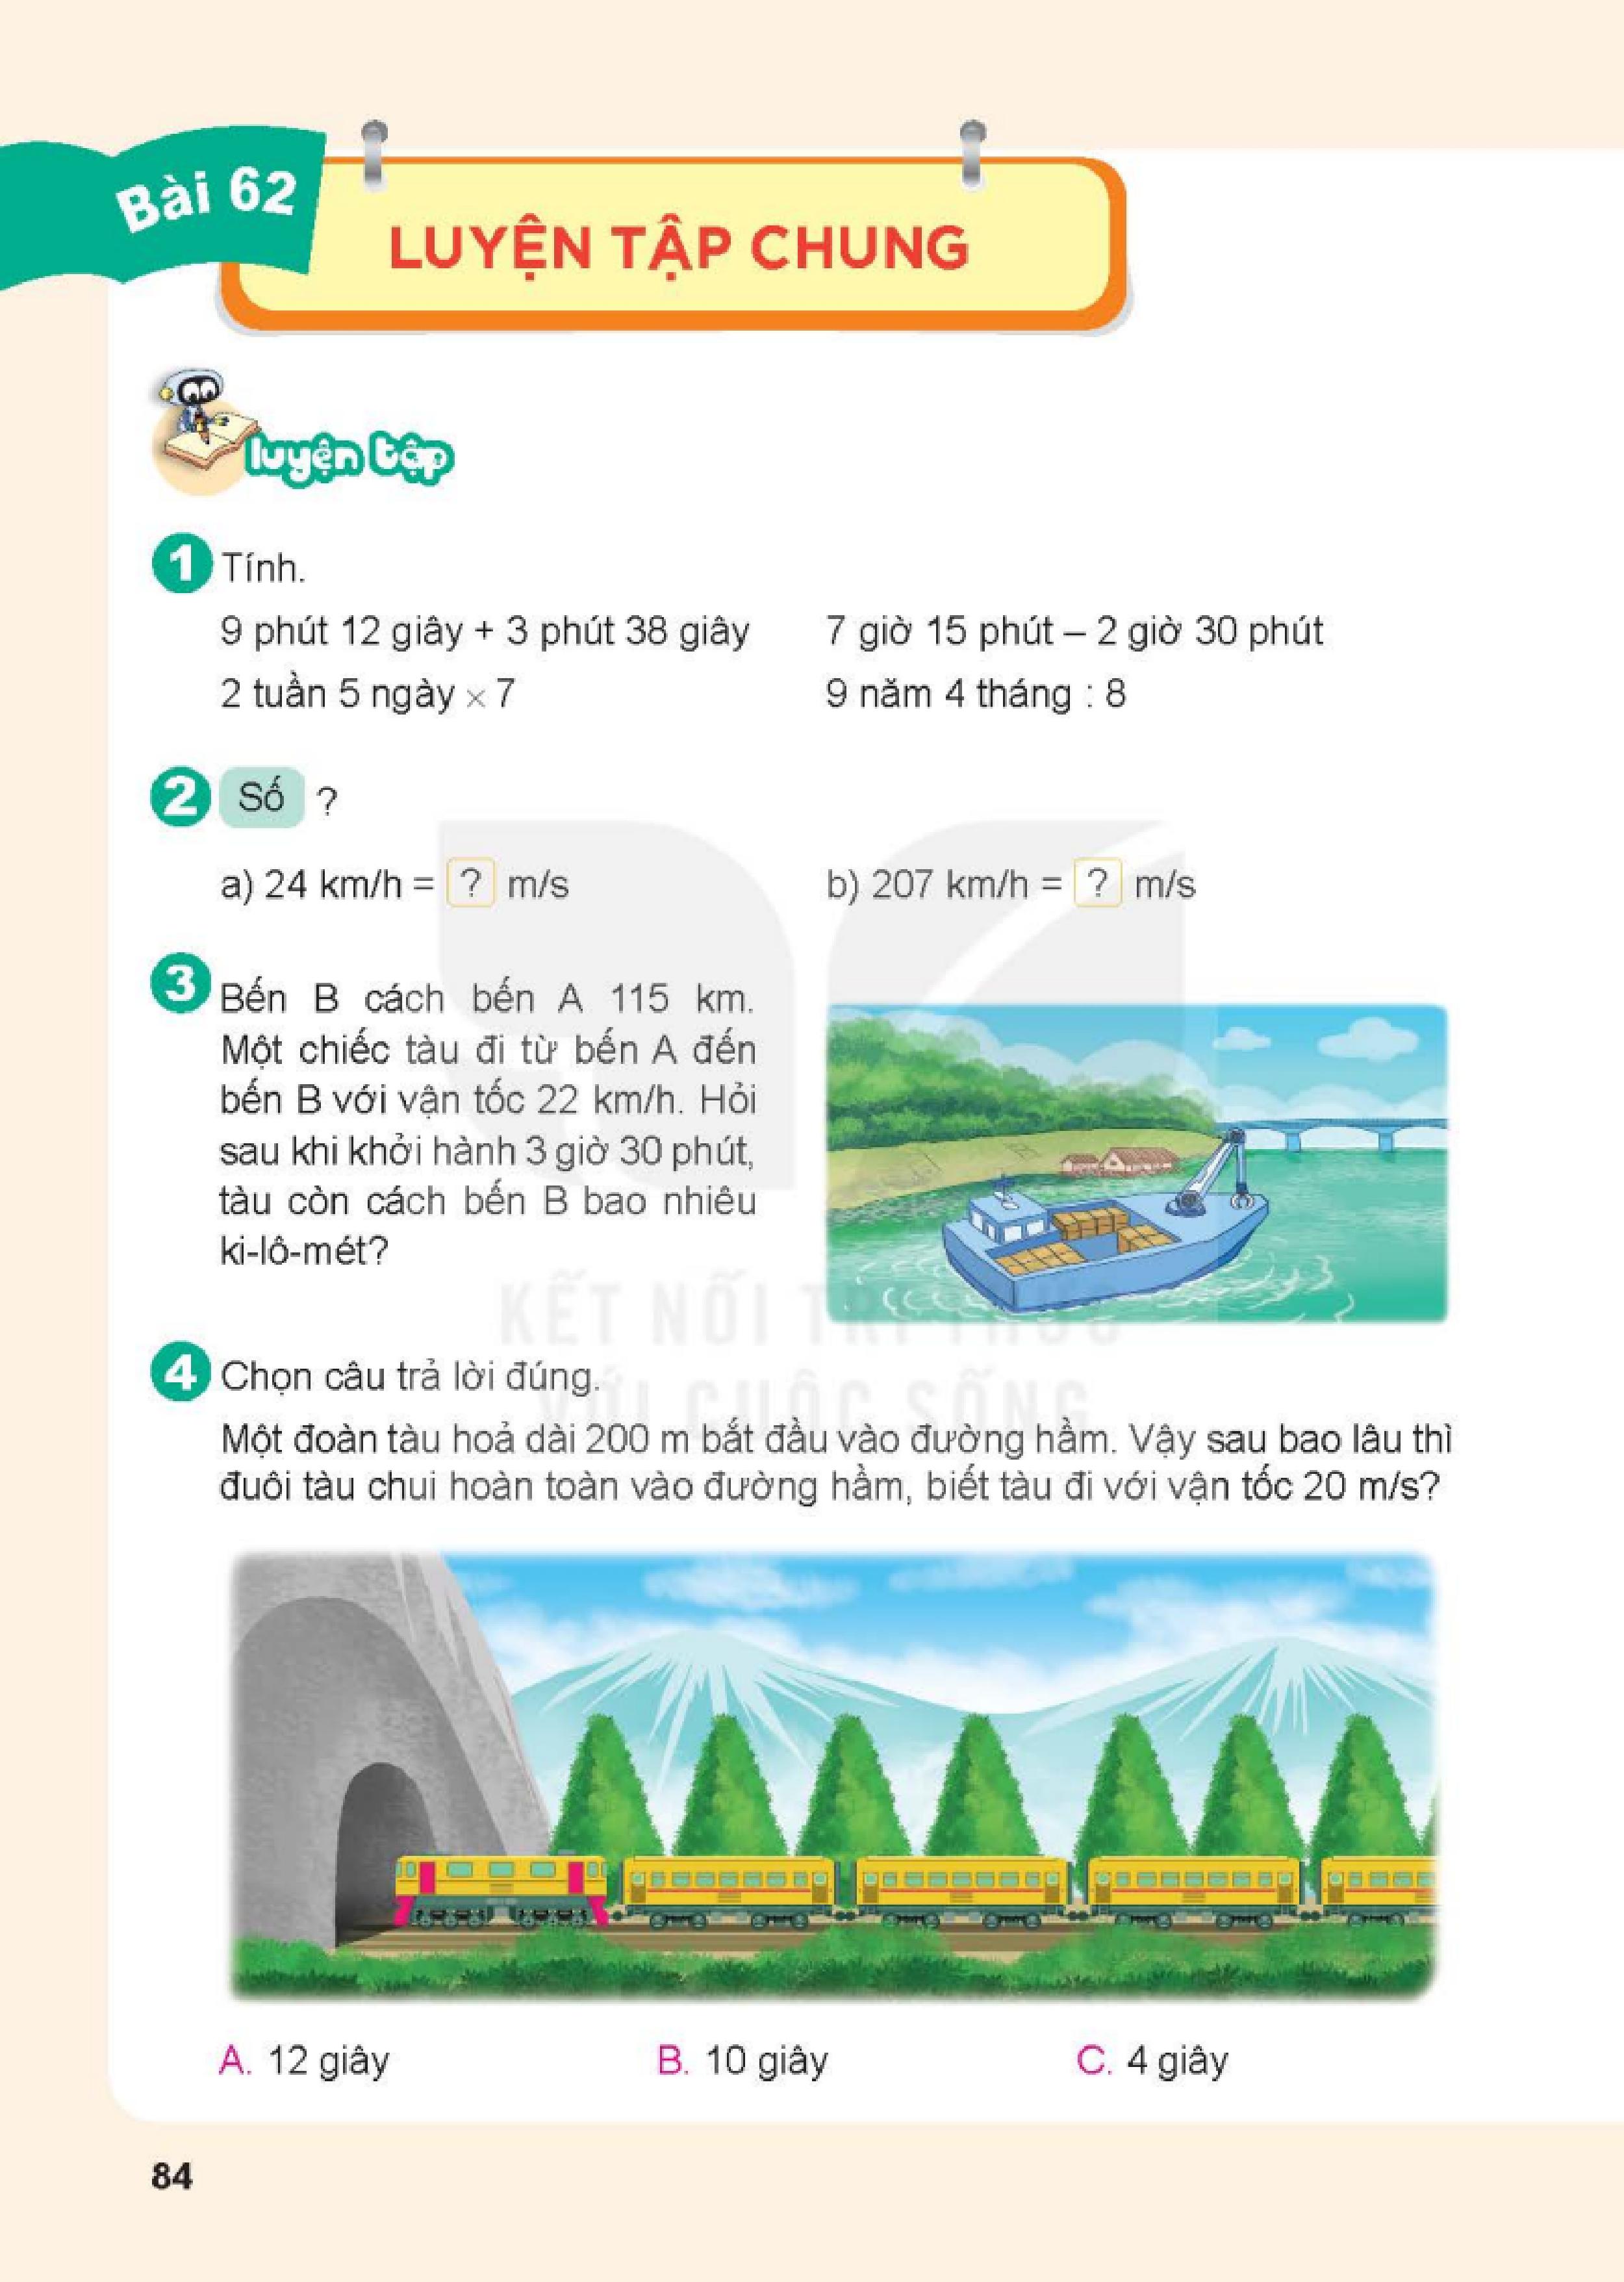 Bài 62
LUYỆN TẬP CHUNG
luyện tập
1 Tính.
9 phút 12 giây + 3 phút 38 giây 7 giờ 15 phút – 2 giờ 30 phút
2 tuần 5 ngày × 7 9 năm 4 tháng : 8
2 Số ?
a) 24 km/h = ? m/s b) 207 km/h = ? m/s
3 Bến B cách bến A 115 km.
Một chiếc tàu đi từ bến A đến
bến B với vận tốc 22 km/h. Hỏi
sau khi khởi hành 3 giờ 30 phút,
tàu còn cách bến B bao nhiêu
ki-lô-mét?
KẾT NỐI TRI THỨC
VỚI CUỘC SỐNG
4 Chọn câu trả lời đúng.
Một đoàn tàu hoả dài 200 m bắt đầu vào đường hầm. Vậy sau bao lâu thì
đuôi tàu chui hoàn toàn vào đường hầm, biết tàu đi với vận tốc 20 m/s?
A. 12 giây B. 10 giây C. 4 giây
84